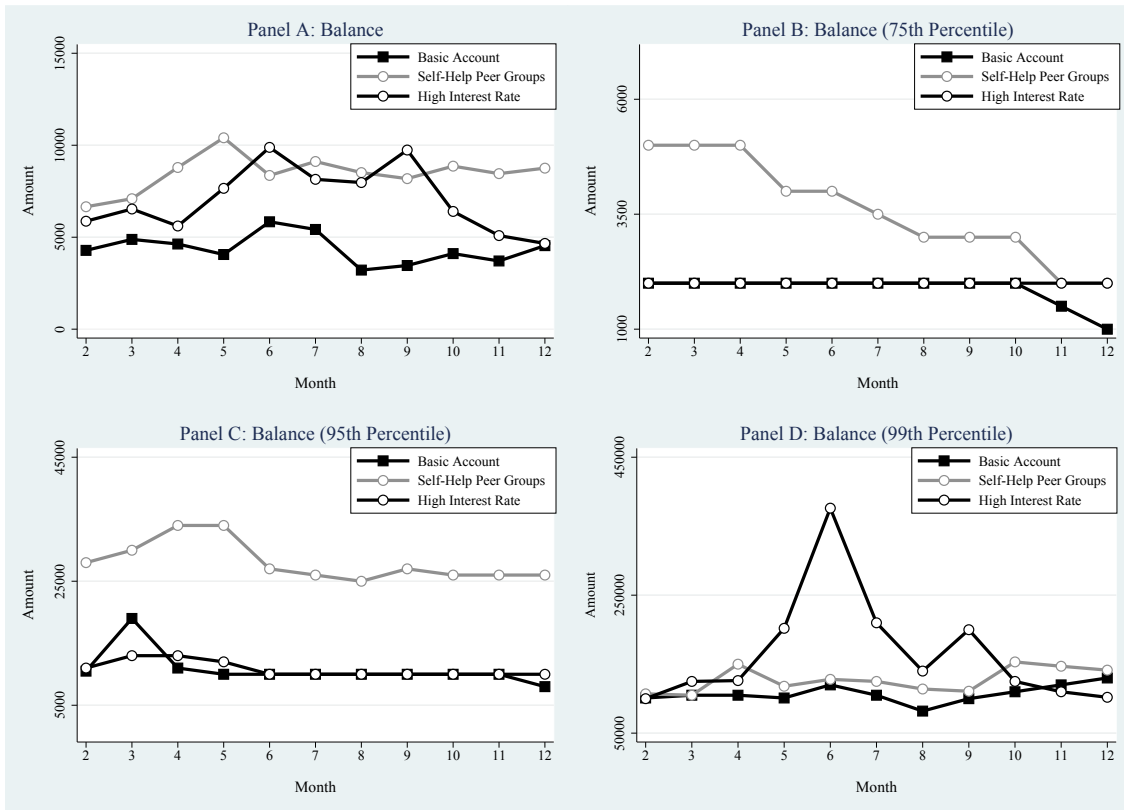 Panel A: Balance
Basic Account
Self-Help Peer Groups
High Interest Rate
Amount
15000
10000
5000
0
2 3 4 5 6 7 8 9 10 11 12
Month
Panel B: Balance (75th Percentile)
Basic Account
Self-Help Peer Groups
High Interest Rate
Amount
6000
3500
1000
2 3 4 5 6 7 8 9 10 11 12
Month
Panel C: Balance (95th Percentile)
Basic Account
Self-Help Peer Groups
High Interest Rate
Amount
45000
25000
5000
2 3 4 5 6 7 8 9 10 11 12
Month
Panel D: Balance (99th Percentile)
Basic Account
Self-Help Peer Groups
High Interest Rate
Amount
450000
250000
50000
2 3 4 5 6 7 8 9 10 11 12
Month